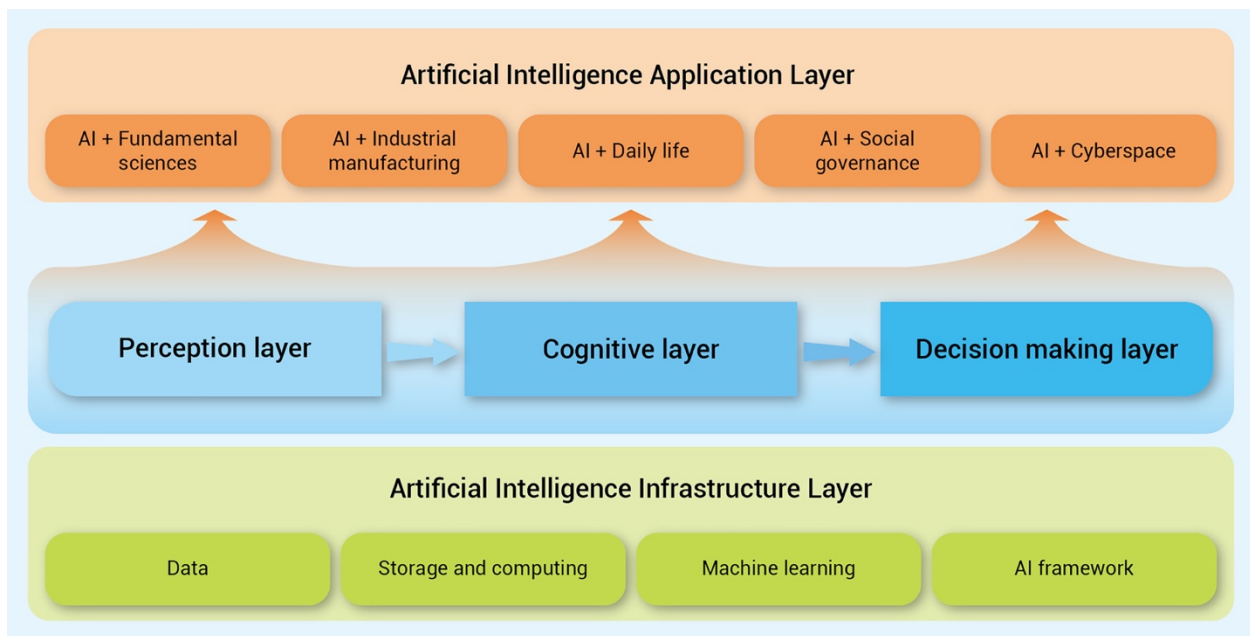 Artificial Intelligence Application Layer
AI + Fundamental
sciences
AI + Industrial
manufacturing
AI + Daily life
AI + Social
governance
AI + Cyberspace
Perception layer
Cognitive layer
Decision making layer
Artificial Intelligence Infrastructure Layer
Data
Storage and computing
Machine learning
AI framework